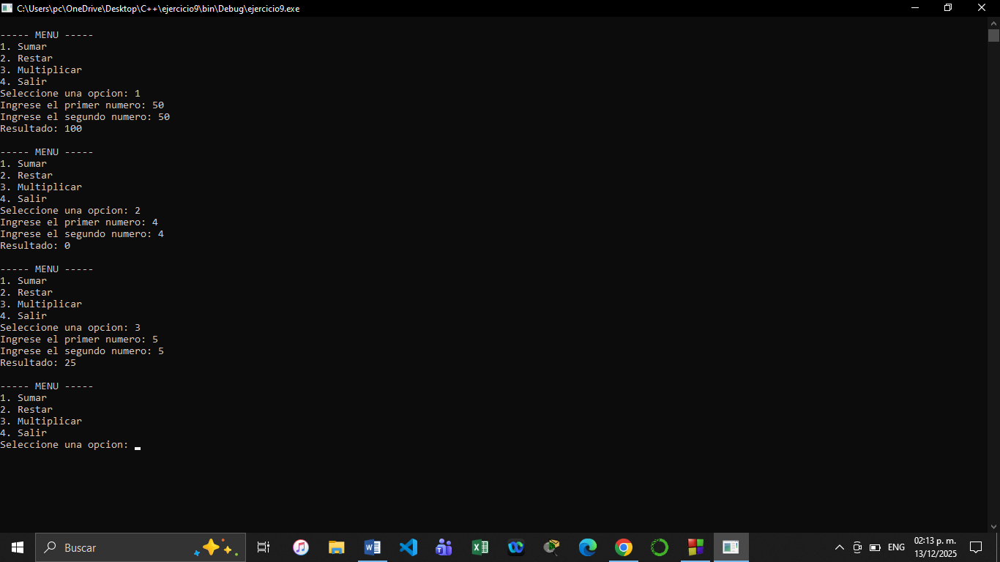 C:\Users\pc\OneDrive\Desktop\C++\ejercicio9\bin\Debug\ejercicio9.exe
----- MENU -----
1. Sumar
2. Restar
3. Multiplicar
4. Salir
Seleccione una opcion: 1
Ingrese el primer numero: 50
Ingrese el segundo numero: 50
Resultado: 100
----- MENU -----
1. Sumar
2. Restar
3. Multiplicar
4. Salir
Seleccione una opcion: 2
Ingrese el primer numero: 4
Ingrese el segundo numero: 4
Resultado: 0
----- MENU -----
1. Sumar
2. Restar
3. Multiplicar
4. Salir
Seleccione una opcion: 3
Ingrese el primer numero: 5
Ingrese el segundo numero: 5
Resultado: 25
----- MENU -----
1. Sumar
2. Restar
3. Multiplicar
4. Salir
Seleccione una opcion:
Buscar
ENG
02:13 p. m.
13/12/2025